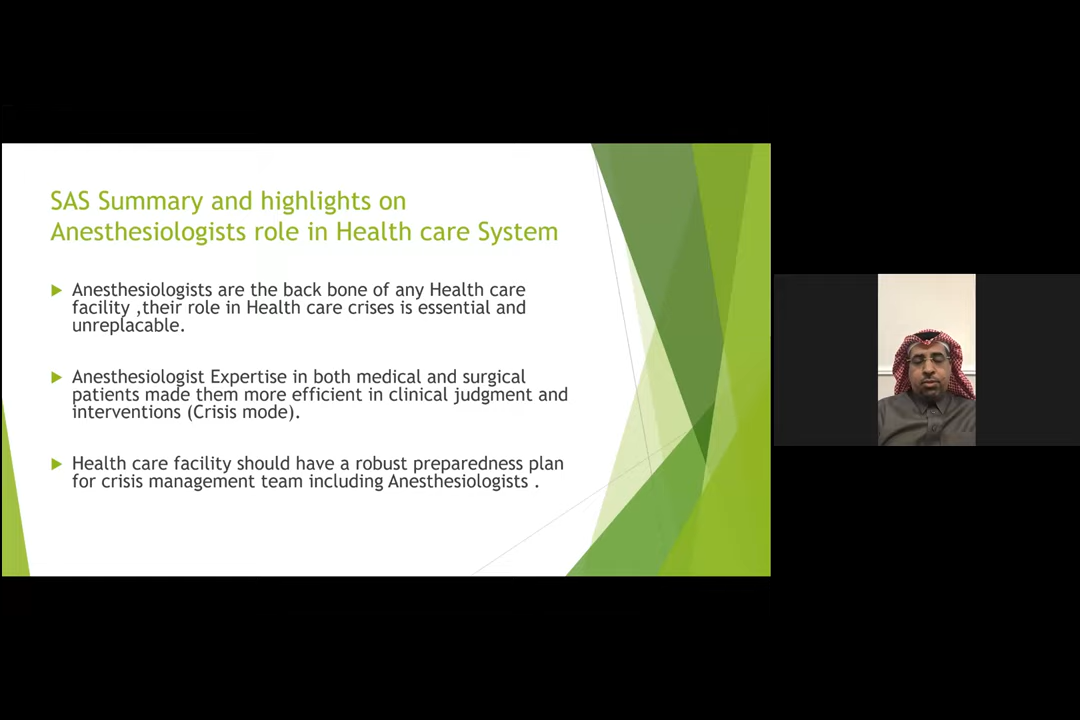 SAS Summary and highlights on
Anesthesiologists role in Health care System
Anesthesiologists are the back bone of any Health care
facility ,their role in Health care crises is essential and
unreplacable.
Anesthesiologist Expertise in both medical and surgical
patients made them more efficient in clinical judgment and
interventions (Crisis mode).
Health care facility should have a robust preparedness plan
for crisis management team including Anesthesiologists .